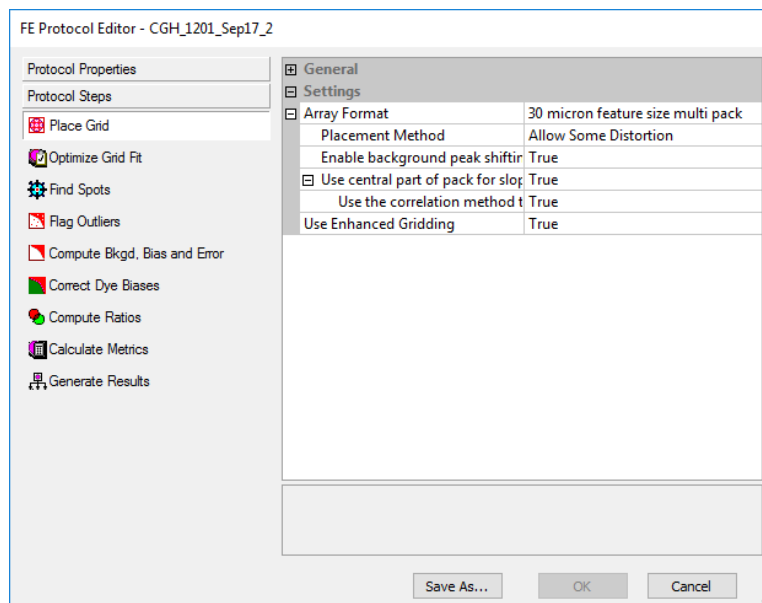 FE Protocol Editor - CGH_1201_Sep17_2
Protocol Properties
Protocol Steps
Place Grid
Optimize Grid Fit
Find Spots
Flag Outliers
Compute Bkgd, Bias and Error
Correct Dye Biases
Compute Ratios
Calculate Metrics
Generate Results
General
Settings
Array Format 30 micron feature size multi pack
Placement Method Allow Some Distortion
Enable background peak shiftin True
Use central part of pack for slop True
Use the correlation method t True
Use Enhanced Gridding True
Save As... OK Cancel